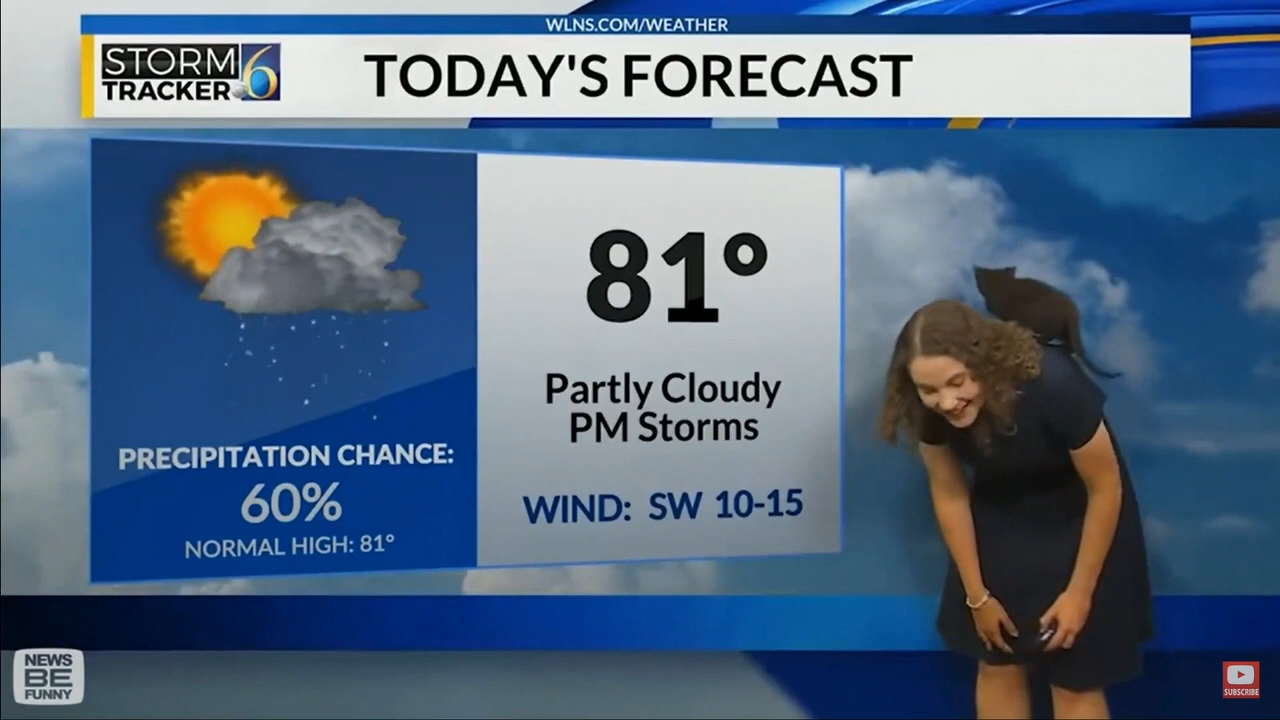 WLNS.COM/WEATHER
STORM
TRACKER 6
TODAY'S FORECAST
PRECIPITATION CHANCE:
60%
NORMAL HIGH: 81°
81°
Partly Cloudy
PM Storms
WIND: SW 10-15
NEWS
BE
FUNNY
SUBSCRIBE